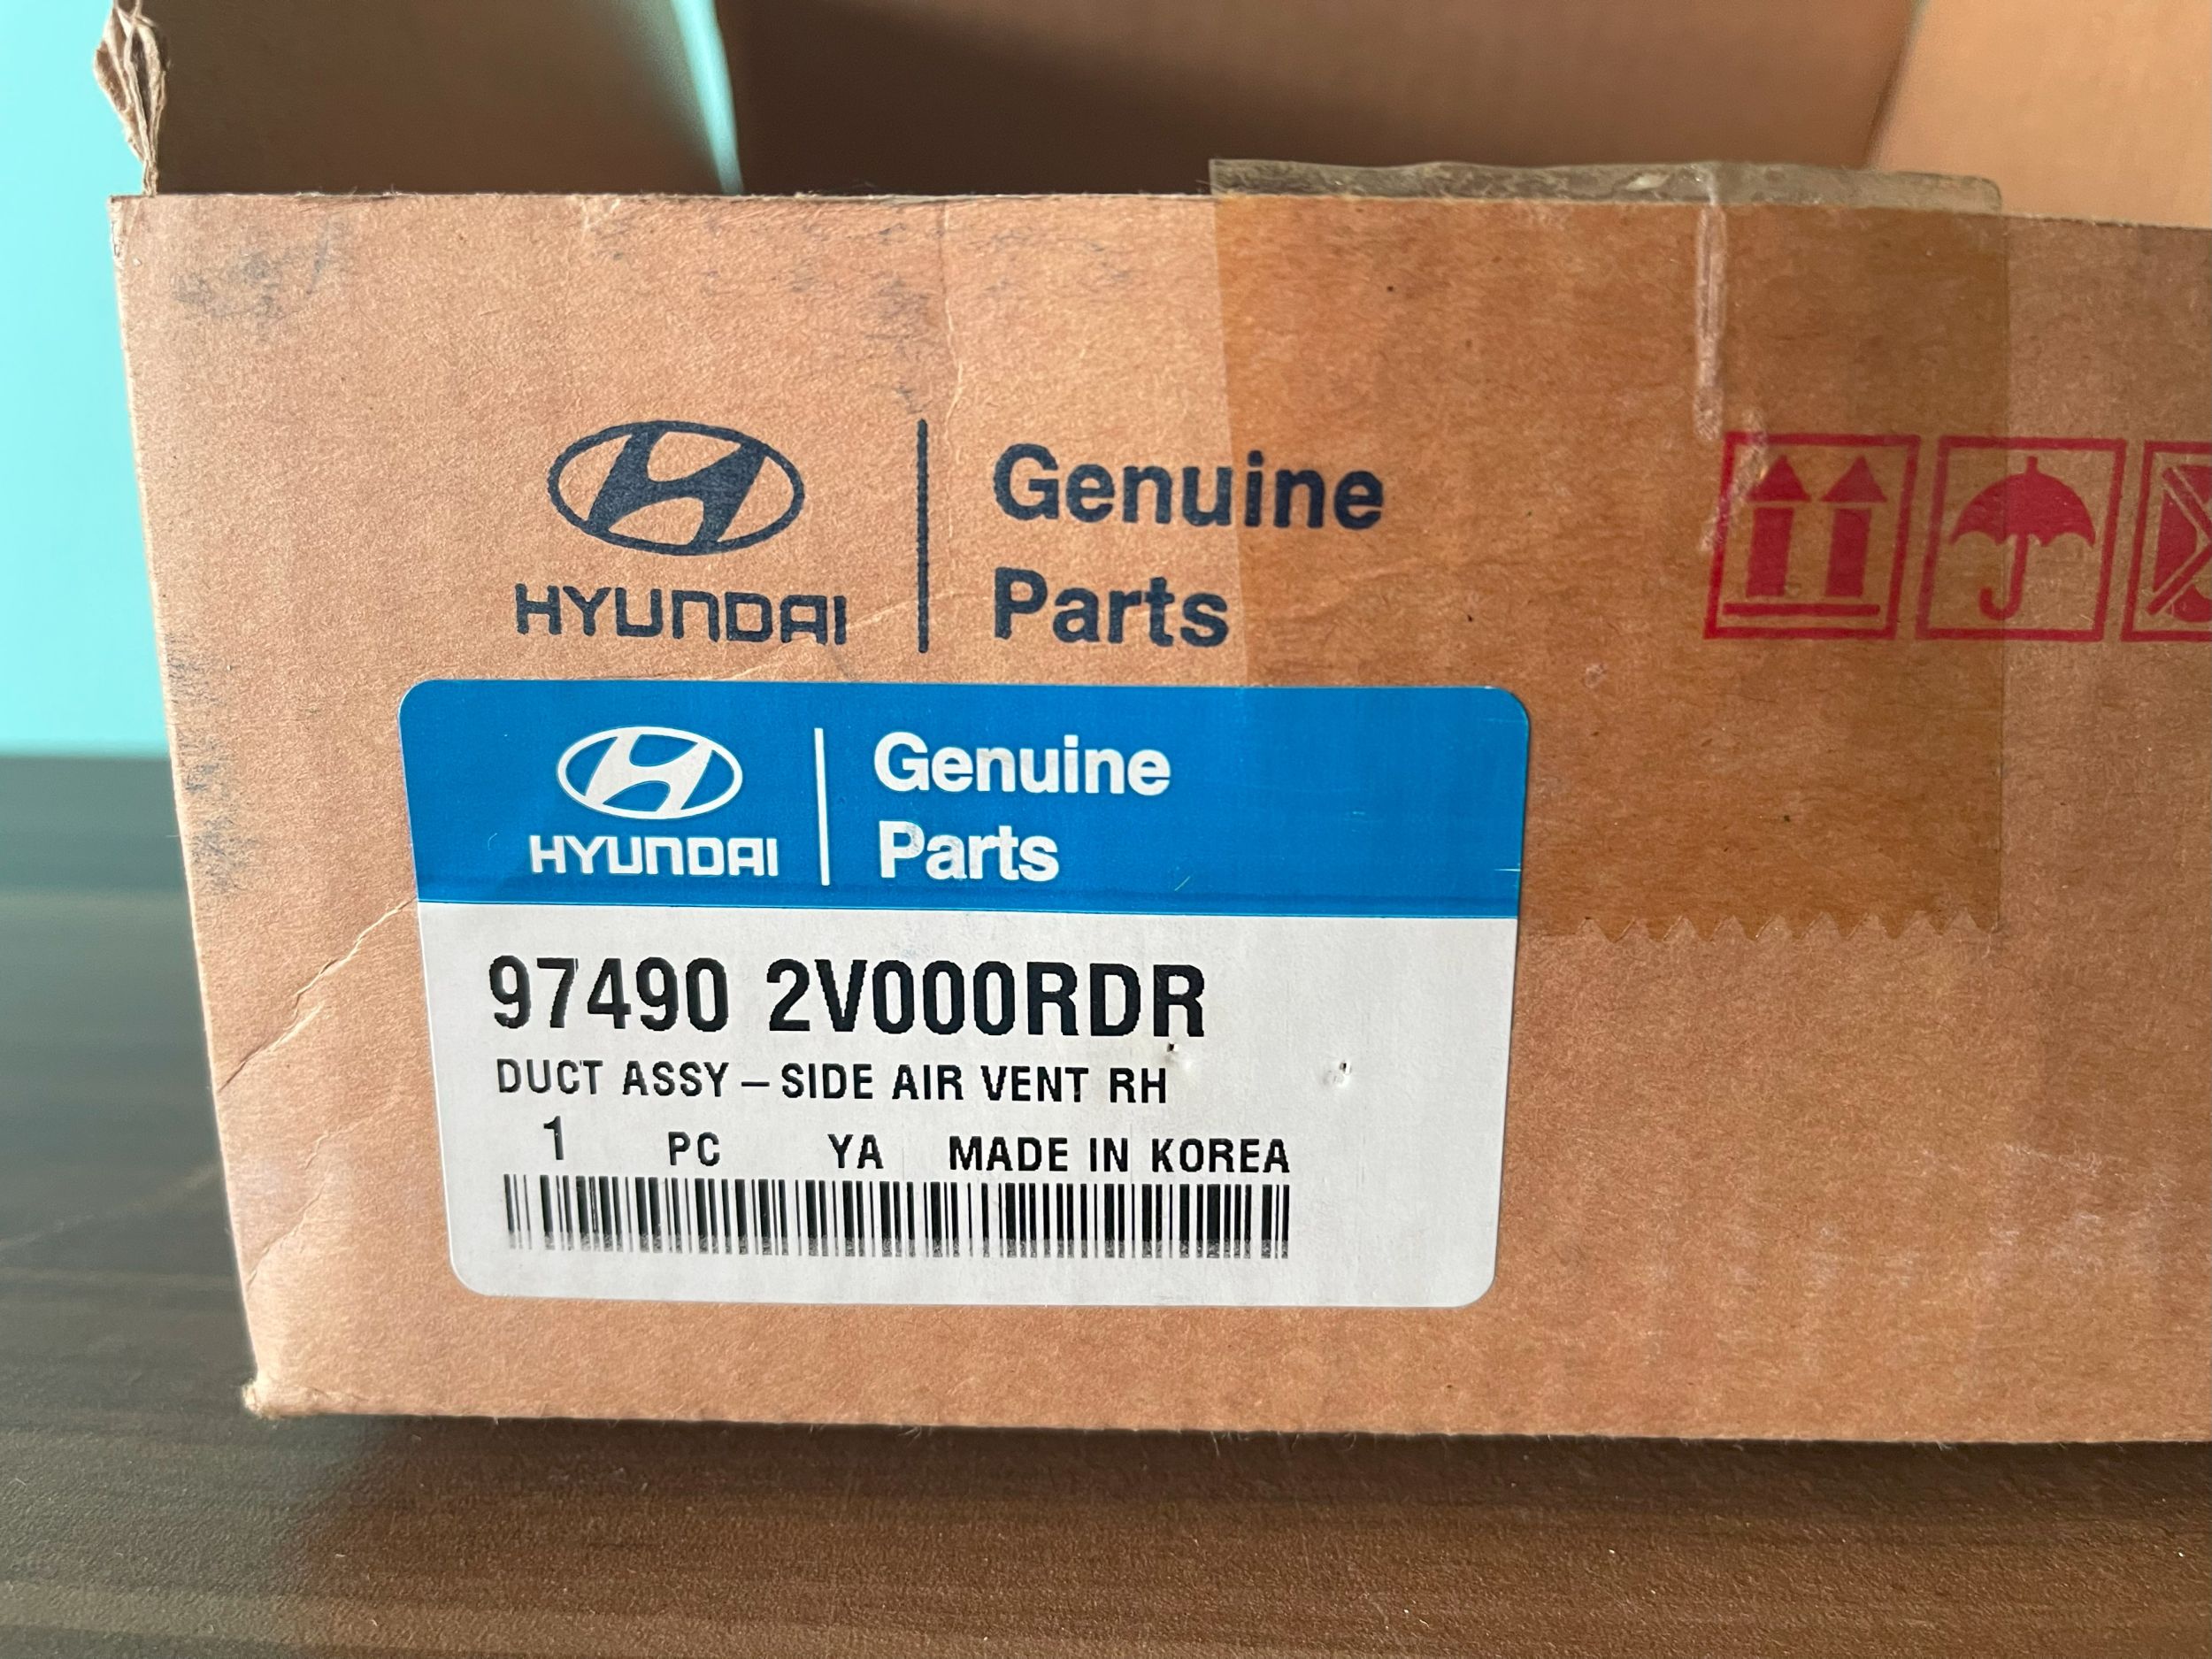 HYUNDAI
Genuine
Parts
HYUNDAI
Genuine
Parts
97490 2V000RDR
DUCT ASSY – SIDE AIR VENT RH
1 PC YA MADE IN KOREA